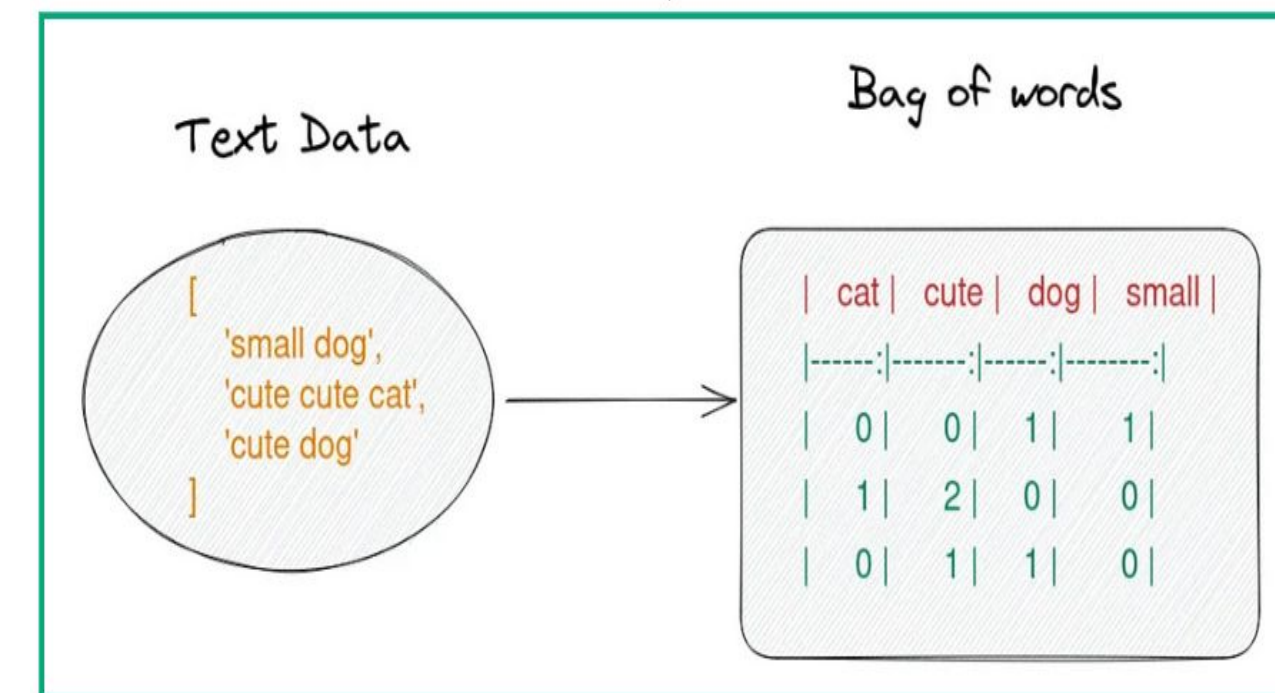 Text Data
[
'small dog',
'cute cute cat',
'cute dog'
]
Bag of words
| cat | cute | dog | small |
|------:|-------:|------:|--------:|
| 0 | 0 | 1 | 1 |
| 1 | 2 | 0 | 0 |
| 0 | 1 | 1 | 0 |